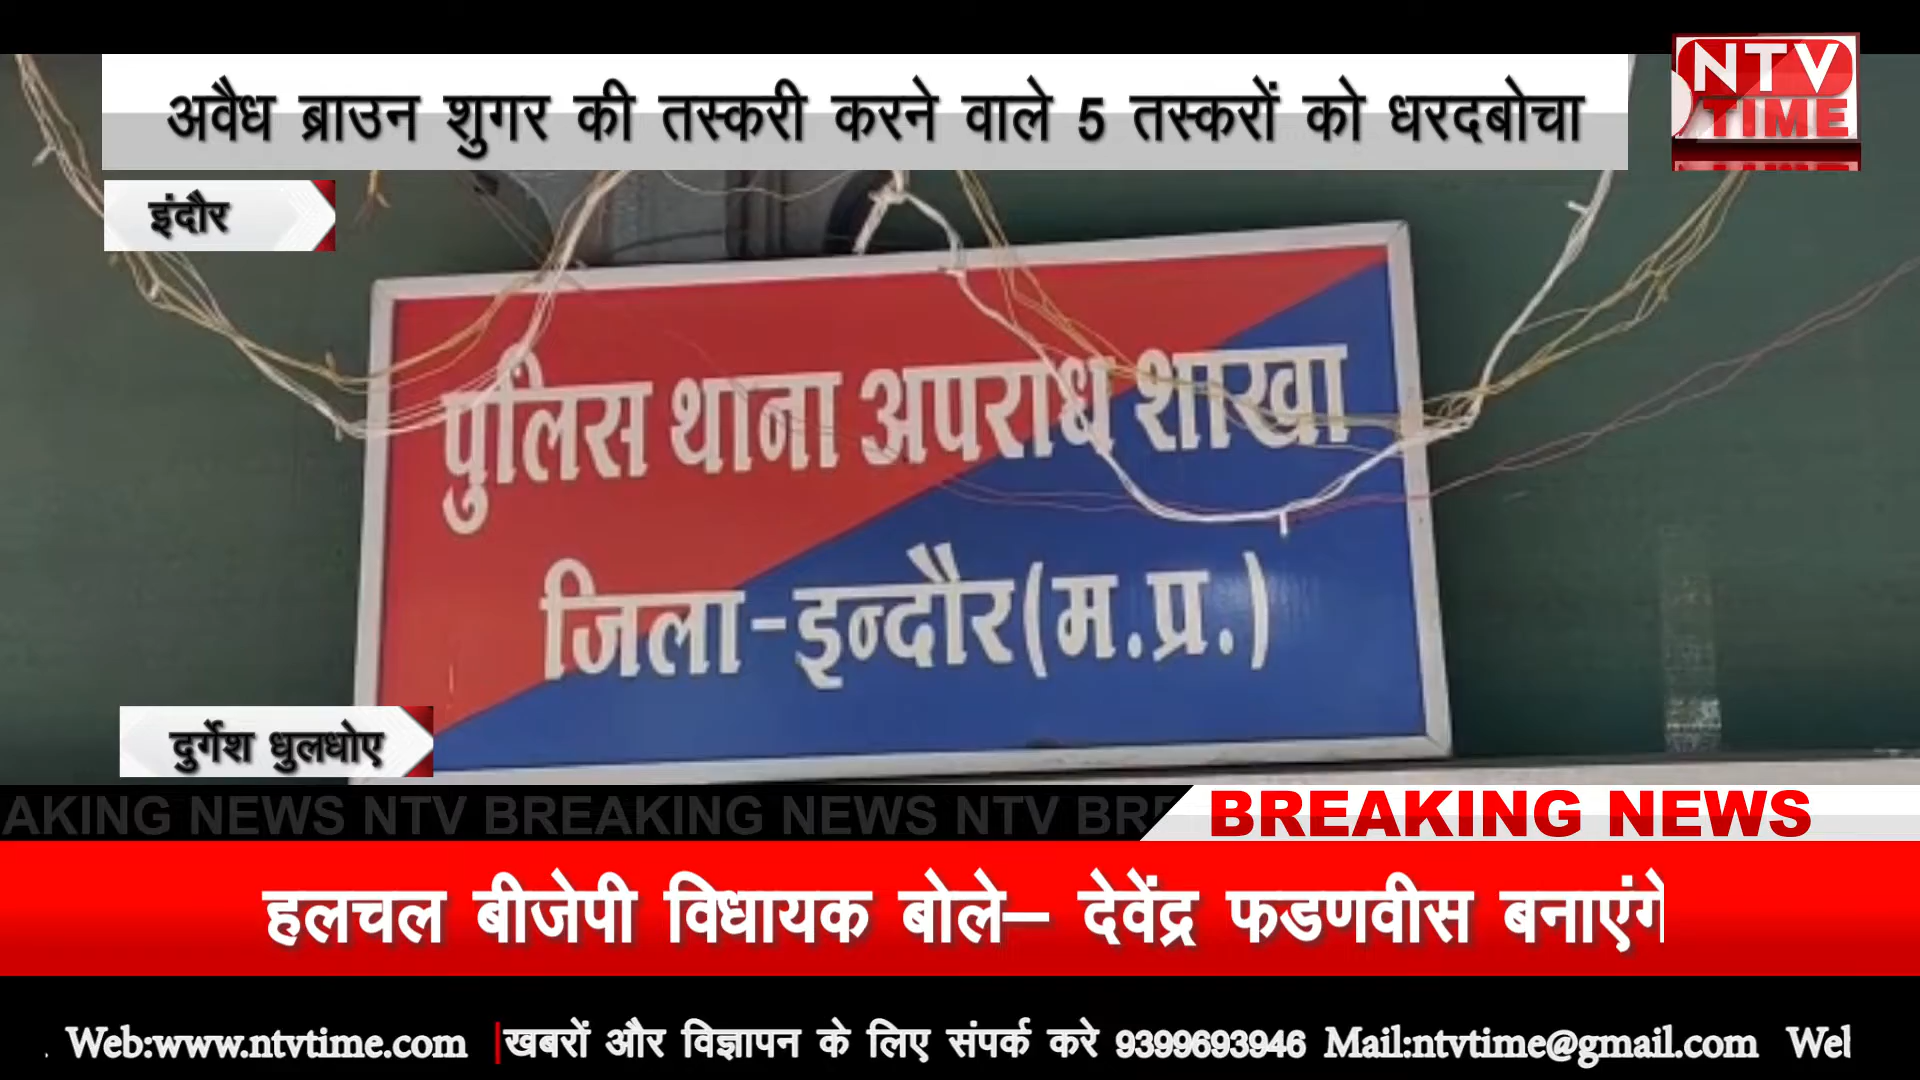 अवैध ब्राउन शुगर की तस्करी करने वाले 5 तस्करों को धरदबोचा
NTV
TIME
इंदौर
पुलिस थाना अपराध शाखा
जिला-इन्दौर(म.प्र.)
दुर्गेश धुलधोए
AKING NEWS NTV BREAKING NEWS NTV BRE
BREAKING NEWS
हलचल बीजेपी विधायक बोले– देवेंद्र फडणवीस बनाएंगे
Web:www.ntvtime.com खबरों और विज्ञापन के लिए संपर्क करे 9399693946 Mail:ntvtime@gmail.com